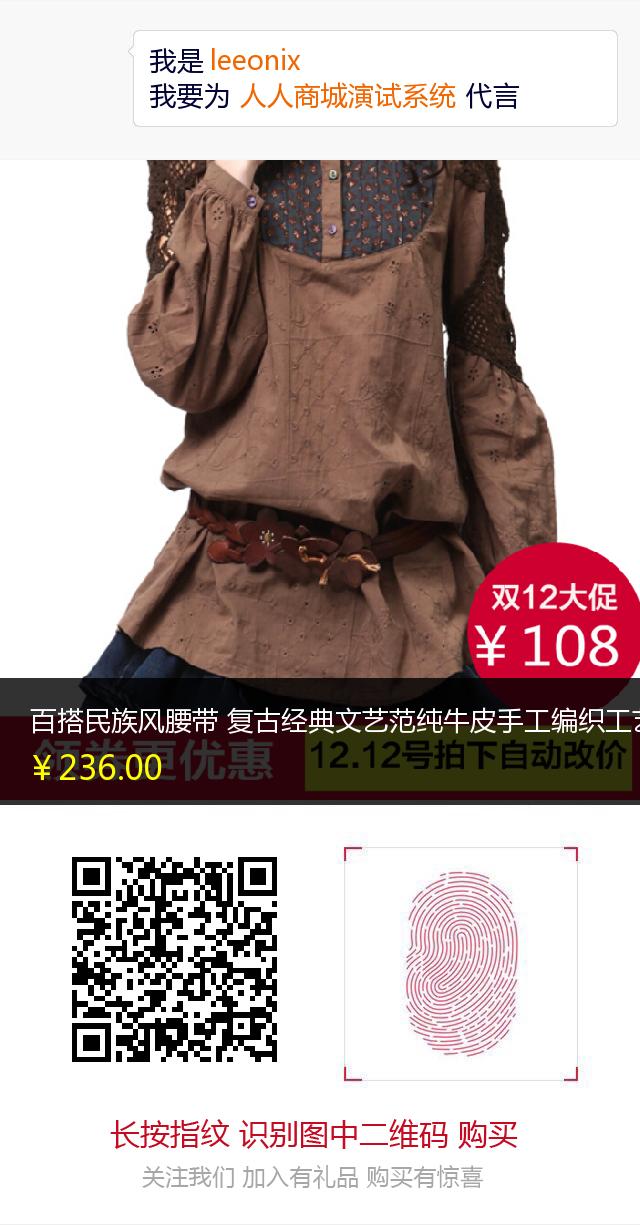 我是 leeonix
我要为 人人商城演试系统 代言
双12大促
¥ 108
百搭民族风腰带 复古经典文艺范纯牛皮手工编织工
领券更优惠
12.12号拍下自动改价
¥236.00
长按指纹 识别图中二维码 购买
关注我们 加入有礼品 购买有惊喜